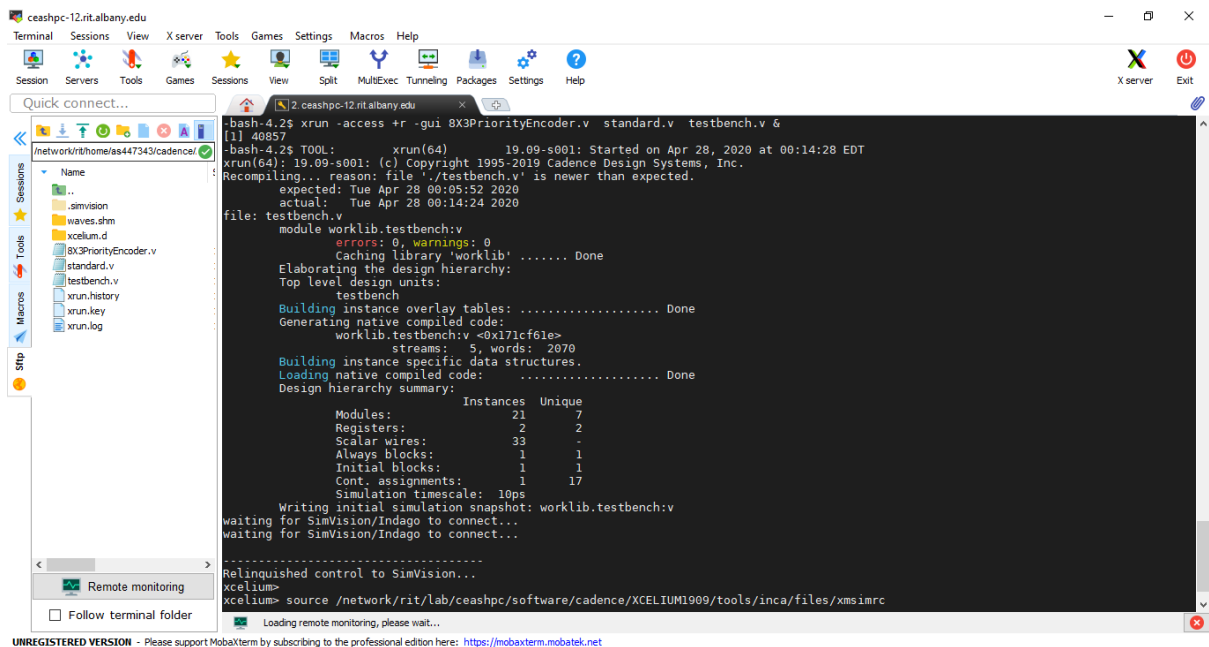 ceashpc-12.rit.albany.edu
Terminal Sessions View X server Tools Games Settings Macros Help
Session Servers Tools Games Sessions View Split MultiExec Tunneling Packages Settings Help X server Exit
Quick connect...
2. ceashpc-12.rit.albany.edu
/network/rit/home/as447343/cadence/
Name
..
.simvision
waves.shm
xcelium.d
8X3PriorityEncoder.v
standard.v
testbench.v
xrun.history
xrun.key
xrun.log
Sessions
Tools
Macros
Sftp
Remote monitoring
Follow terminal folder
-bash-4.2$ xrun -access +r -gui 8X3PriorityEncoder.v standard.v testbench.v &
[1] 40857
-bash-4.2$ TOOL: xrun(64) 19.09-s001: Started on Apr 28, 2020 at 00:14:28 EDT
xrun(64): 19.09-s001: (c) Copyright 1995-2019 Cadence Design Systems, Inc.
Recompiling... reason: file './testbench.v' is newer than expected.
expected: Tue Apr 28 00:05:52 2020
actual: Tue Apr 28 00:14:24 2020
file: testbench.v
module worklib.testbench:v
errors: 0, warnings: 0
Caching library 'worklib' ....... Done
Elaborating the design hierarchy:
Top level design units:
testbench
Building instance overlay tables: .................... Done
Generating native compiled code:
worklib.testbench:v <0x171cf61e>
streams: 5, words: 2070
Building instance specific data structures.
Loading native compiled code: .................... Done
Design hierarchy summary:
Instances Unique
Modules: 21 7
Registers: 2 2
Scalar wires: 33 -
Always blocks: 1 1
Initial blocks: 1 1
Cont. assignments: 1 17
Simulation timescale: 10ps
Writing initial simulation snapshot: worklib.testbench:v
waiting for SimVision/Indago to connect...
waiting for SimVision/Indago to connect...
-------------------------------------
Relinquished control to SimVision...
xcelium>
xcelium> source /network/rit/lab/ceashpc/software/cadence/XCELIUM1909/tools/inca/files/xmsimrc
Loading remote monitoring, please wait...
UNREGISTERED VERSION - Please support MobaXterm by subscribing to the professional edition here: https://mobaxterm.mobatek.net